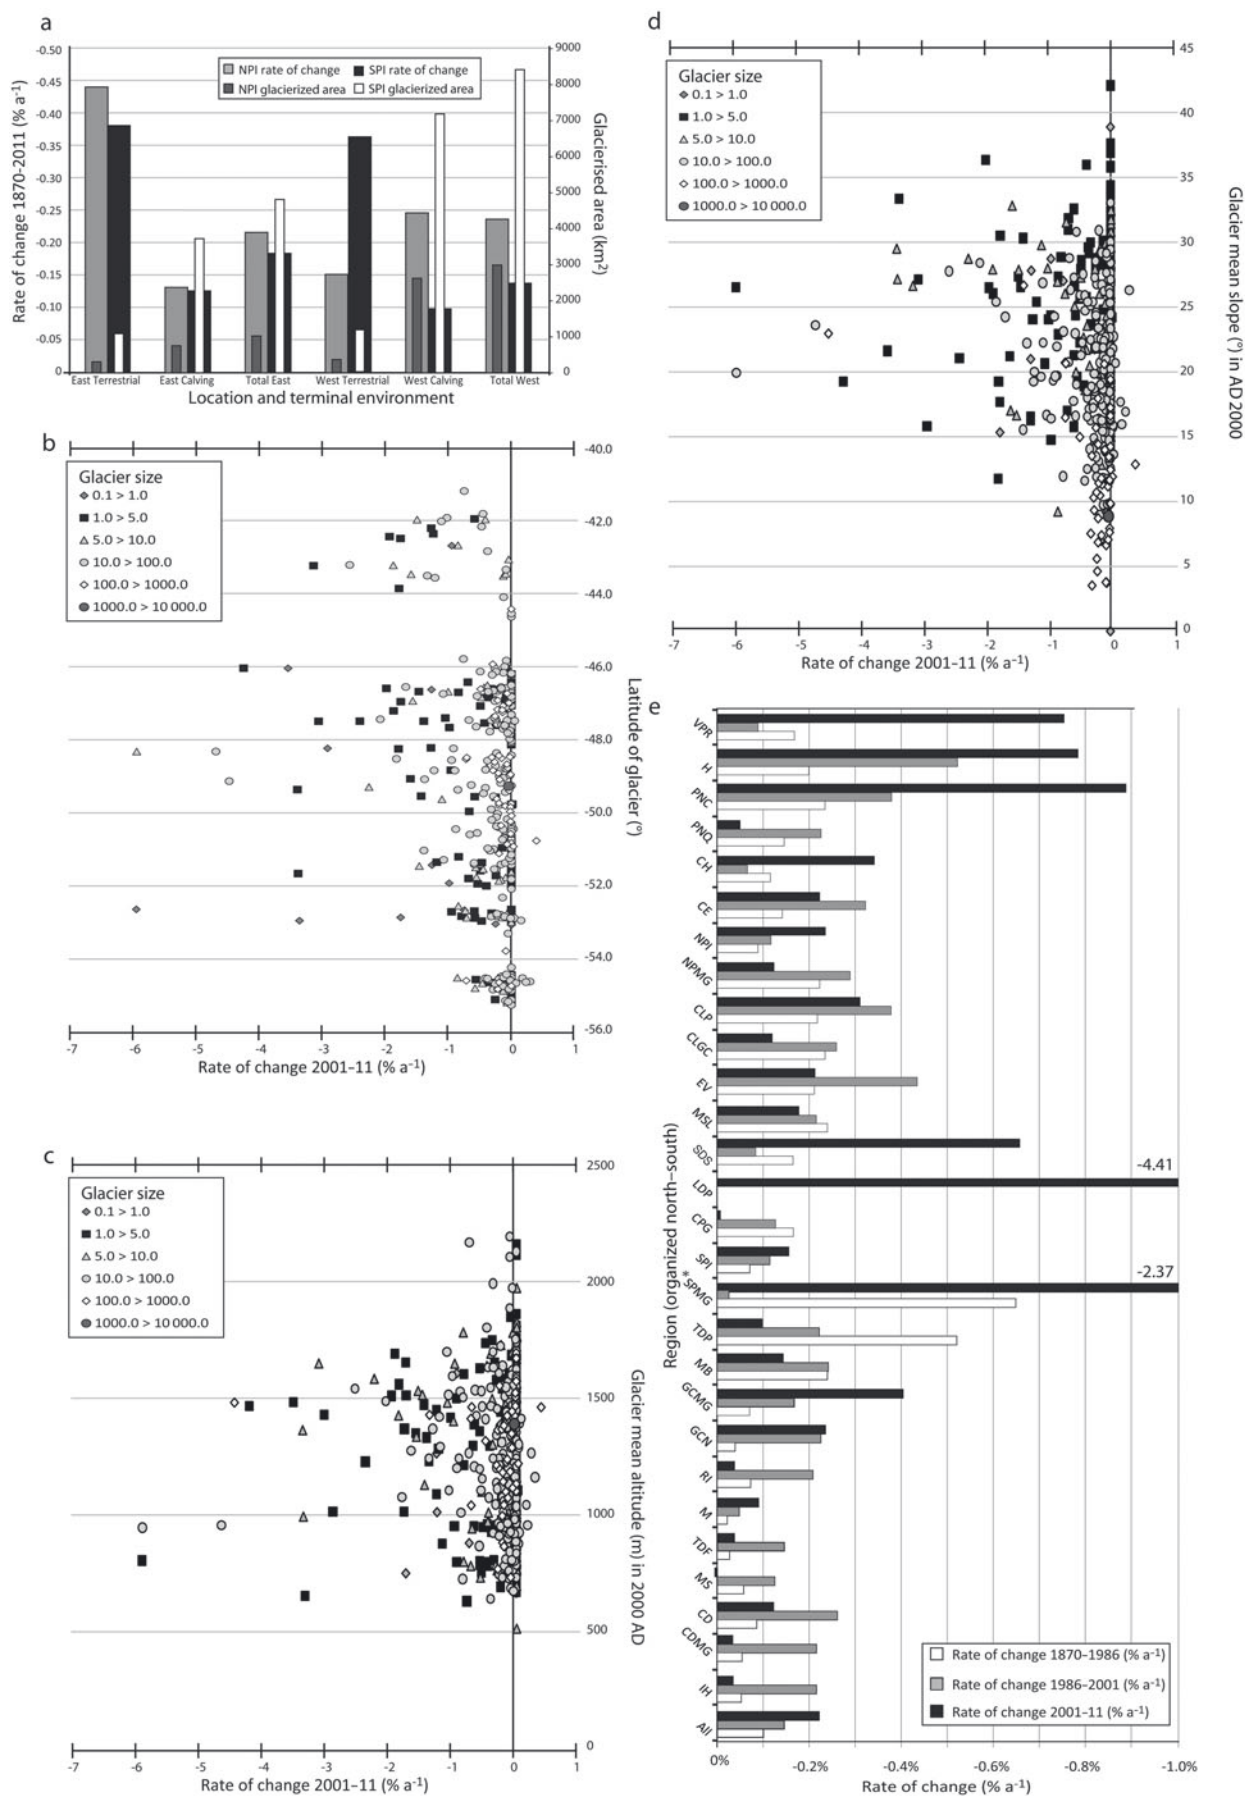 a
-0.50
-0.45
-0.40
-0.35
-0.30
-0.25
-0.20
-0.15
-0.10
-0.05
0
Rate of change 1870-2011 (% a⁻¹)
NPI rate of change
SPI rate of change
NPI glacierized area
SPI glacierized area
9000
8000
7000
6000
5000
4000
3000
2000
1000
0
Glacierised area (km²)
East Terrestrial
East Calving
Total East
West Terrestrial
West Calving
Total West
Location and terminal environment
b
Glacier size
0.1 > 1.0
1.0 > 5.0
5.0 > 10.0
10.0 > 100.0
100.0 > 1000.0
1000.0 > 10 000.0
-40.0
-42.0
-44.0
-46.0
-48.0
-50.0
-52.0
-54.0
-56.0
Latitude of glacier (°)
-7
-6
-5
-4
-3
-2
-1
0
1
Rate of change 2001–11 (% a⁻¹)
c
Glacier size
0.1 > 1.0
1.0 > 5.0
5.0 > 10.0
10.0 > 100.0
100.0 > 1000.0
1000.0 > 10 000.0
2500
2000
1500
1000
500
0
Glacier mean altitude (m) in 2000 AD
-7
-6
-5
-4
-3
-2
-1
0
1
Rate of change 2001–11 (% a⁻¹)
d
Glacier size
0.1 > 1.0
1.0 > 5.0
5.0 > 10.0
10.0 > 100.0
100.0 > 1000.0
1000.0 > 10 000.0
45
40
35
30
25
20
15
10
5
0
Glacier mean slope (°) in AD 2000
-7
-6
-5
-4
-3
-2
-1
0
1
Rate of change 2001–11 (% a⁻¹)
e
Region (organized north–south)
VPR
H
PNC
PNQ
CH
CE
NPI
NPMG
CLP
CLGC
EV
MSL
SDS
LDP
-4.41
CPG
SPI
*SPMG
-2.37
TDP
MB
GCMG
GCN
RI
M
TDF
MS
CD
CDMG
IH
All
Rate of change 1870–1986 (% a⁻¹)
Rate of change 1986–2001 (% a⁻¹)
Rate of change 2001–11 (% a⁻¹)
0%
-0.2%
-0.4%
-0.6%
-0.8%
-1.0%
Rate of change (% a⁻¹)